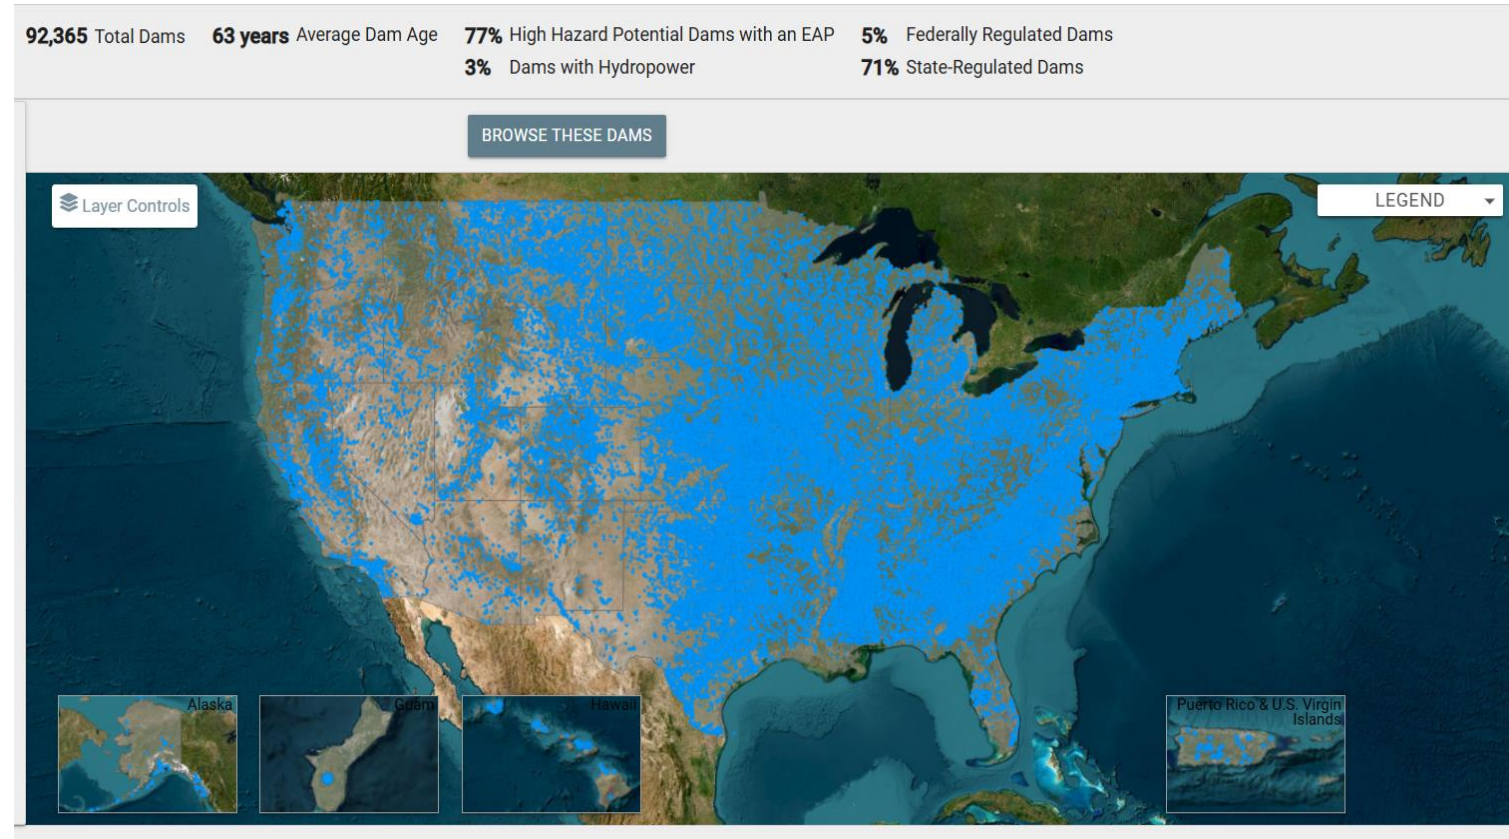 92,365 Total Dams 63 years Average Dam Age 77% High Hazard Potential Dams with an EAP 5% Federally Regulated Dams
3% Dams with Hydropower 71% State-Regulated Dams
BROWSE THESE DAMS
Layer Controls
LEGEND
Alaska
Guam
Hawaii
Puerto Rico & U.S. Virgin
Islands